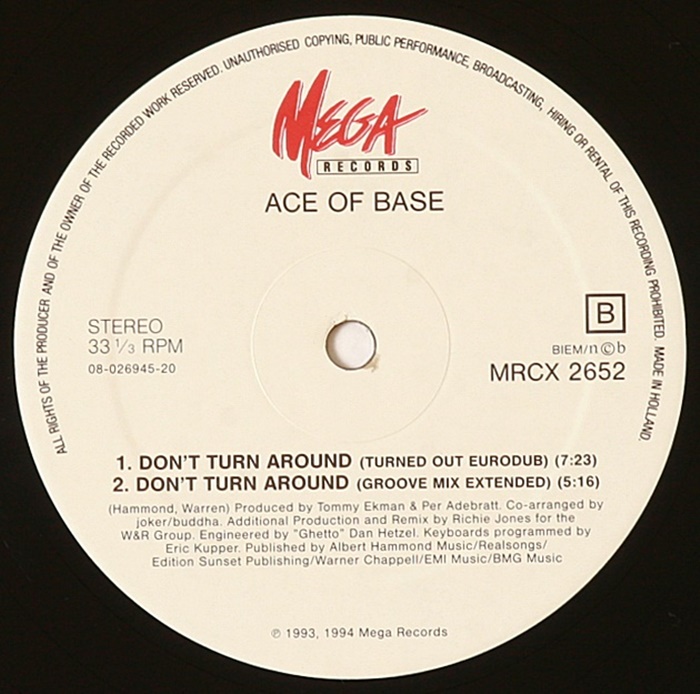 ALL RIGHTS OF THE PRODUCER AND OF THE OWNER OF THE RECORDED WORK RESERVED. UNAUTHORISED COPYING, PUBLIC PERFORMANCE, BROADCASTING, HIRING OR RENTAL OF THIS RECORDING PROHIBITED. MADE IN HOLLAND.
MEGA
RECORDS
ACE OF BASE
STEREO
33 ⅓ RPM
08-026945-20
B
BIEM/n©b
MRCX 2652
1. DON'T TURN AROUND (TURNED OUT EURODUB) (7:23)
2. DON'T TURN AROUND (GROOVE MIX EXTENDED) (5:16)
(Hammond, Warren) Produced by Tommy Ekman & Per Adebratt. Co-arranged by
joker/buddha. Additional Production and Remix by Richie Jones for the
W&R Group. Engineered by "Ghetto" Dan Hetzel. Keyboards programmed by
Eric Kupper. Published by Albert Hammond Music/Realsongs/
Edition Sunset Publishing/Warner Chappell/EMI Music/BMG Music
℗ 1993, 1994 Mega Records